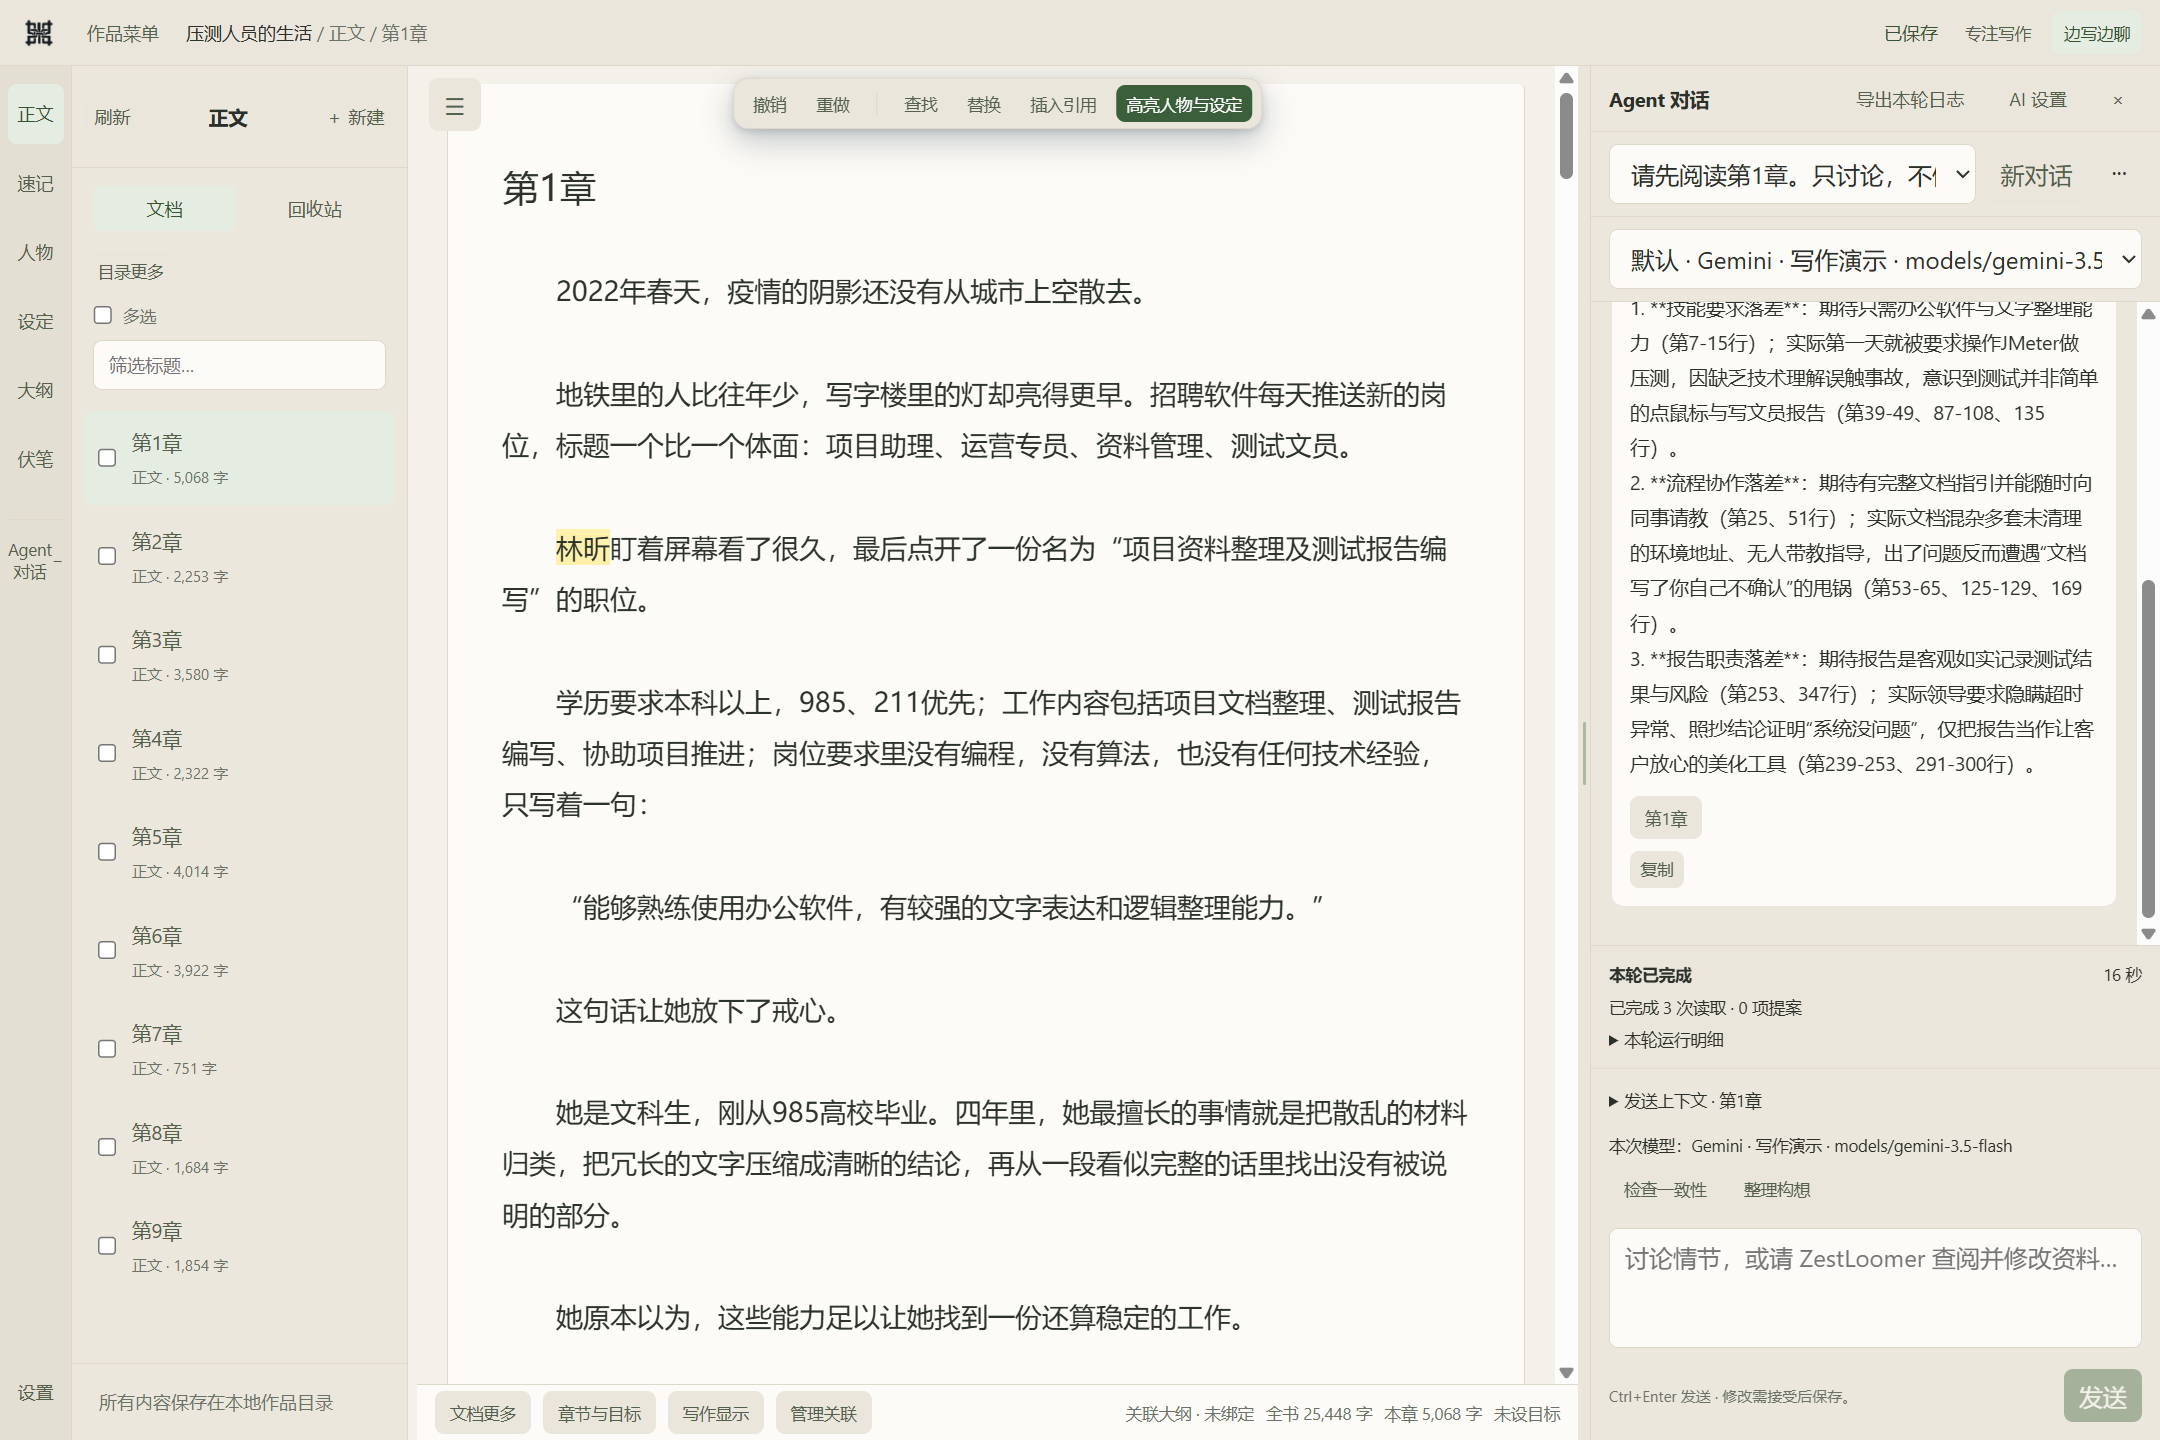 作品菜单
压测人员的生活 / 正文 / 第1章
已保存
专注写作
边写边聊
正文
速记
人物
设定
大纲
伏笔
Agent_
对话
设置
刷新
正文
+ 新建
文档
回收站
目录更多
多选
筛选标题...
第1章
正文 · 5,068 字
第2章
正文 · 2,253 字
第3章
正文 · 3,580 字
第4章
正文 · 2,322 字
第5章
正文 · 4,014 字
第6章
正文 · 3,922 字
第7章
正文 · 751 字
第8章
正文 · 1,684 字
第9章
正文 · 1,854 字
所有内容保存在本地作品目录
撤销
重做
查找
替换
插入引用
高亮人物与设定
第1章
2022年春天，疫情的阴影还没有从城市上空散去。
地铁里的人比往年少，写字楼里的灯却亮得更早。招聘软件每天推送新的岗
位，标题一个比一个体面：项目助理、运营专员、资料管理、测试文员。
林昕盯着屏幕看了很久，最后点开了一份名为“项目资料整理及测试报告编
写”的职位。
学历要求本科以上，985、211优先；工作内容包括项目文档整理、测试报告
编写、协助项目推进；岗位要求里没有编程，没有算法，也没有任何技术经验，
只写着一句：
“能够熟练使用办公软件，有较强的文字表达和逻辑整理能力。”
这句话让她放下了戒心。
她是文科生，刚从985高校毕业。四年里，她最擅长的事情就是把散乱的材料
归类，把冗长的文字压缩成清晰的结论，再从一段看似完整的话里找出没有被说
明的部分。
她原本以为，这些能力足以让她找到一份还算稳定的工作。
文档更多
章节与目标
写作显示
管理关联
关联大纲 · 未绑定
全书 25,448 字
本章 5,068 字
未设目标
Agent 对话
导出本轮日志
AI 设置
×
请先阅读第1章。只讨论，不
新对话
...
默认 · Gemini · 写作演示 · models/gemini-3.5
1. **技能要求落差**：期待只需办公软件与文字整理能
力（第7-15行）；实际第一天就被要求操作JMeter做
压测，因缺乏技术理解误触事故，意识到测试并非简单
的点鼠标与写文员报告（第39-49、87-108、135
行）。
2. **流程协作落差**：期待有完整文档指引并能随时向
同事请教（第25、51行）；实际文档混杂多套未清理
的环境地址、无人带教指导，出了问题反而遭遇“文档
写了你自己不确认”的甩锅（第53-65、125-129、169
行）。
3. **报告职责落差**：期待报告是客观如实记录测试结
果与风险（第253、347行）；实际领导要求隐瞒超时
异常、照抄结论证明“系统没问题”，仅把报告当作让客
户放心的美化工具（第239-253、291-300行）。
第1章
复制
本轮已完成
16 秒
已完成 3 次读取 · 0 项提案
本轮运行明细
发送上下文 · 第1章
本次模型：Gemini · 写作演示 · models/gemini-3.5-flash
检查一致性
整理构想
讨论情节，或请 ZestLoomer 查阅并修改资料...
Ctrl+Enter 发送 · 修改需接受后保存。
发送